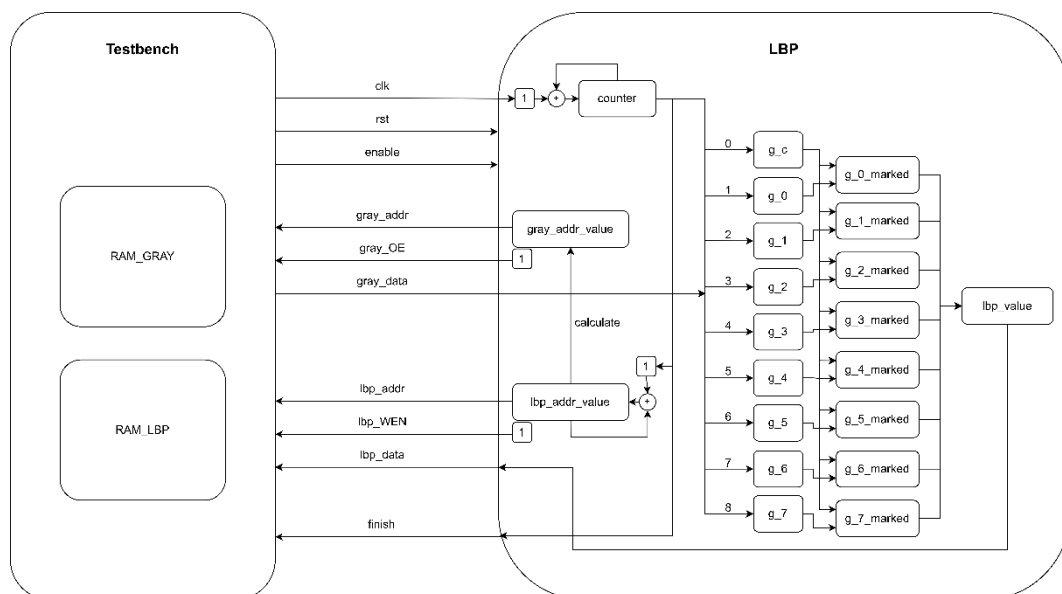 Testbench
LBP
clk
1
+
counter
rst
enable
0
g_c
g_0_marked
1
g_0
gray_addr
gray_addr_value
g_1_marked
2
g_1
RAM_GRAY
gray_OE
1
g_2_marked
gray_data
3
g_2
lbp_value
calculate
g_3_marked
4
g_3
1
5
g_4
g_4_marked
lbp_addr
lbp_addr_value
+
RAM_LBP
lbp_WEN
1
6
g_5
g_5_marked
lbp_data
7
g_6
g_6_marked
8
g_7
g_7_marked
finish